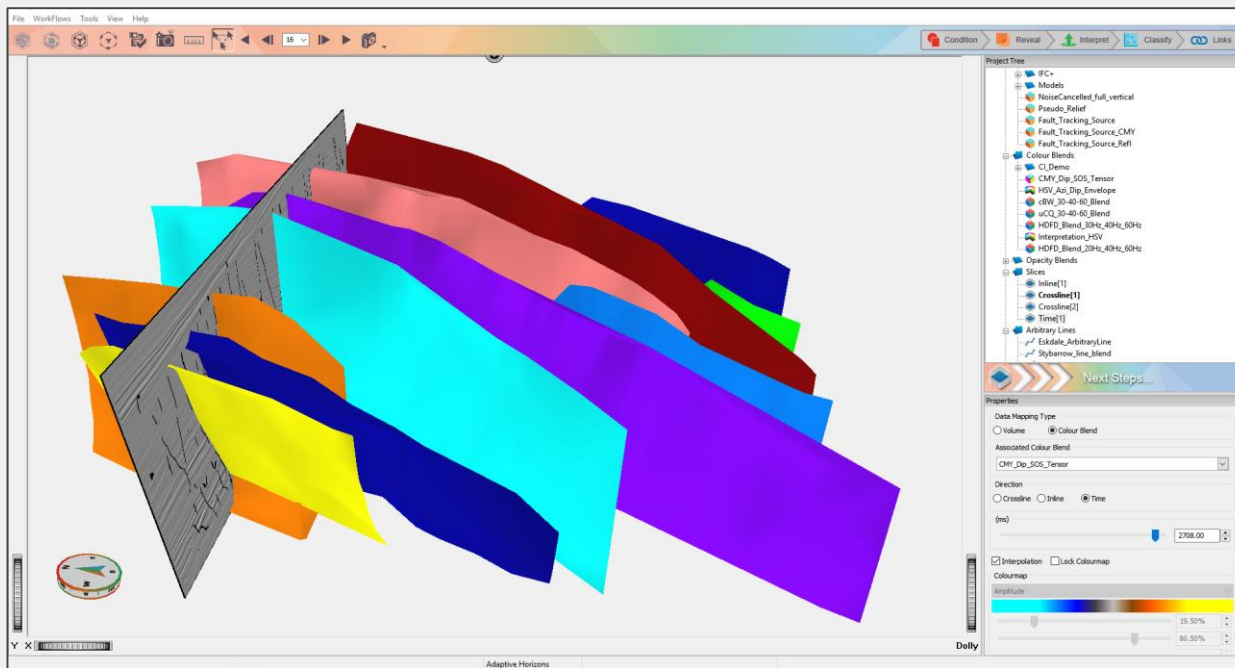 File WorkFlows Tools View Help
16
Condition Reveal Interpret Classify Links
Project Tree
IFC+
Models
NoiseCancelled_full_vertical
Pseudo_Relief
Fault_Tracking_Source
Fault_Tracking_Source_CMY
Fault_Tracking_Source_Refl
Colour Blends
CI_Demo
CMY_Dip_SOS_Tensor
HSV_Azi_Dip_Envelope
cBW_30-40-60_Blend
uCQ_30-40-60_Blend
HDFD_Blend_30Hz_40Hz_60Hz
Interpretation_HSV
HDFD_Blend_20Hz_40Hz_60Hz
Opacity Blends
Slices
Inline[1]
Crossline[1]
Crossline[2]
Time[1]
Arbitrary Lines
Eskdale_ArbitraryLine
Stybarrow_line_blend
Next Steps...
Properties
Data Mapping Type
Volume Colour Blend
Associated Colour Blend
CMY_Dip_SOS_Tensor
Direction
Crossline Inline Time
(ms)
2708.00
Interpolation Lock Colourmap
Colourmap
Amplitude
19.50%
80.50%
Y X
Dolly
Adaptive Horizons